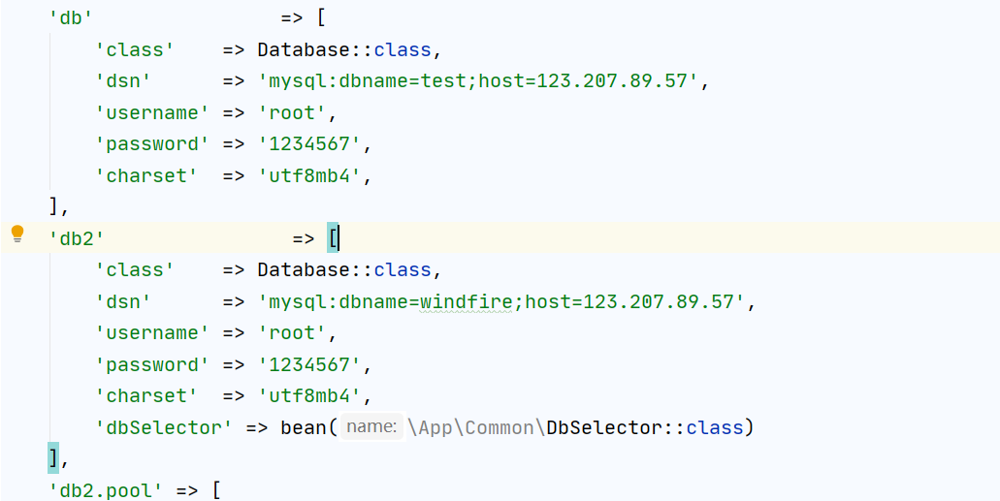 'db' => [
'class' => Database::class,
'dsn' => 'mysql:dbname=test;host=123.207.89.57',
'username' => 'root',
'password' => '1234567',
'charset' => 'utf8mb4',
],
'db2' => [
'class' => Database::class,
'dsn' => 'mysql:dbname=windfire;host=123.207.89.57',
'username' => 'root',
'password' => '1234567',
'charset' => 'utf8mb4',
'dbSelector' => bean( name: \App\Common\DbSelector::class)
],
'db2.pool' => [